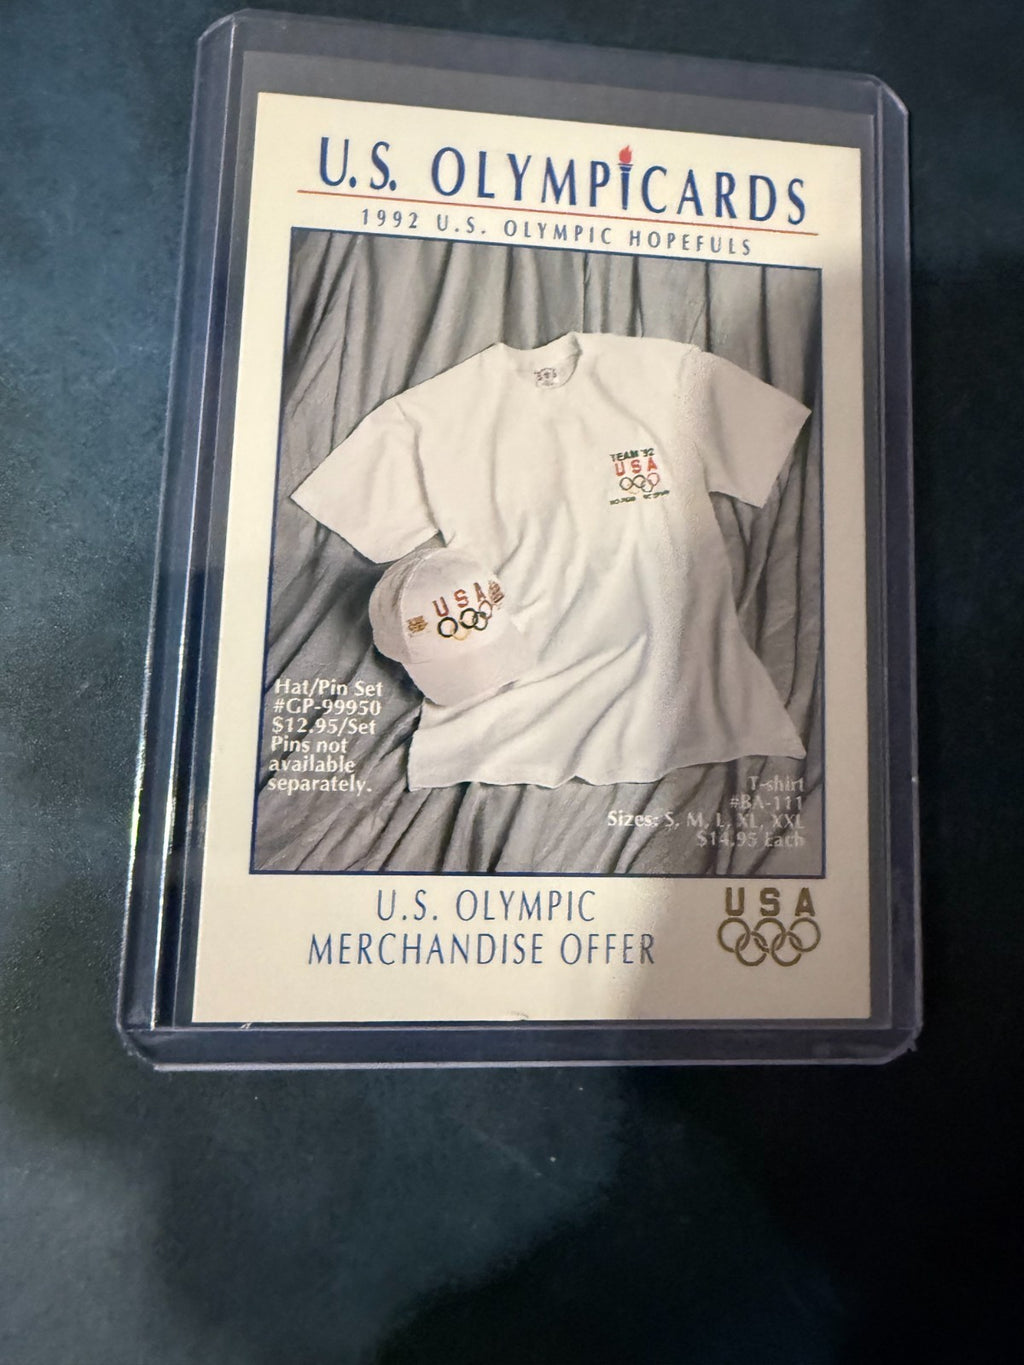 U.S. OLYMPICARDS
1992 U.S. OLYMPIC HOPEFULS
TEAM '92
USA
USA
Hat/Pin Set
#GP-99950
$12.95/Set
Pins not
available
separately.
T-shirt
#BA-111
Sizes: S, M, L, XL, XXL
$14.95 Each
U.S. OLYMPIC
MERCHANDISE OFFER
USA